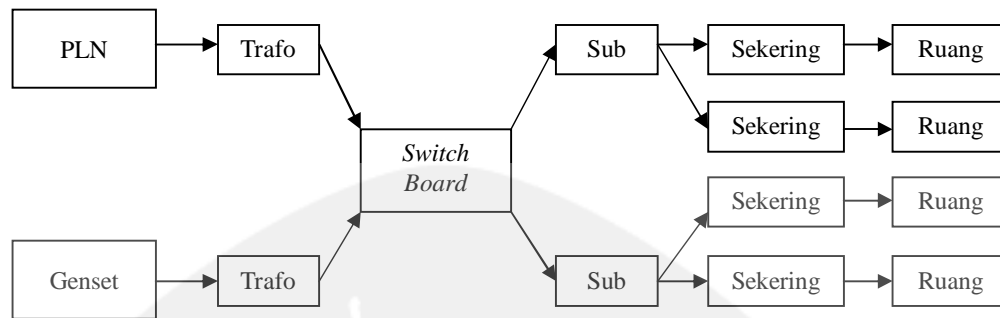 PLN
Trafo
Sub
Sekering
Ruang
Sekering
Ruang
Switch
Board
Sekering
Ruang
Genset
Trafo
Sub
Sekering
Ruang